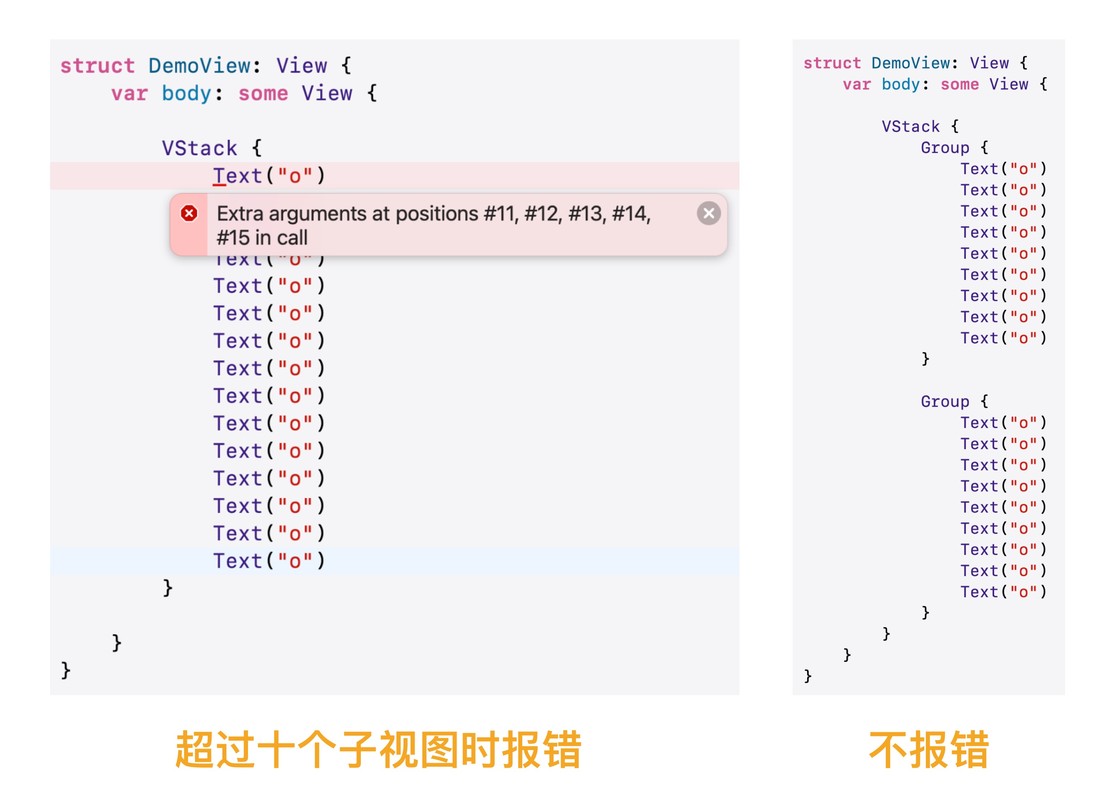 struct DemoView: View {
var body: some View {
VStack {
Text("o")
Extra arguments at positions #11, #12, #13, #14,
#15 in call
Text("o")
Text("o")
Text("o")
Text("o")
Text("o")
Text("o")
Text("o")
Text("o")
Text("o")
Text("o")
Text("o")
Text("o")
}
}
}
超过十个子视图时报错
struct DemoView: View {
var body: some View {
VStack {
Group {
Text("o")
Text("o")
Text("o")
Text("o")
Text("o")
Text("o")
Text("o")
Text("o")
Text("o")
}
Group {
Text("o")
Text("o")
Text("o")
Text("o")
Text("o")
Text("o")
Text("o")
Text("o")
Text("o")
}
}
}
}
不报错